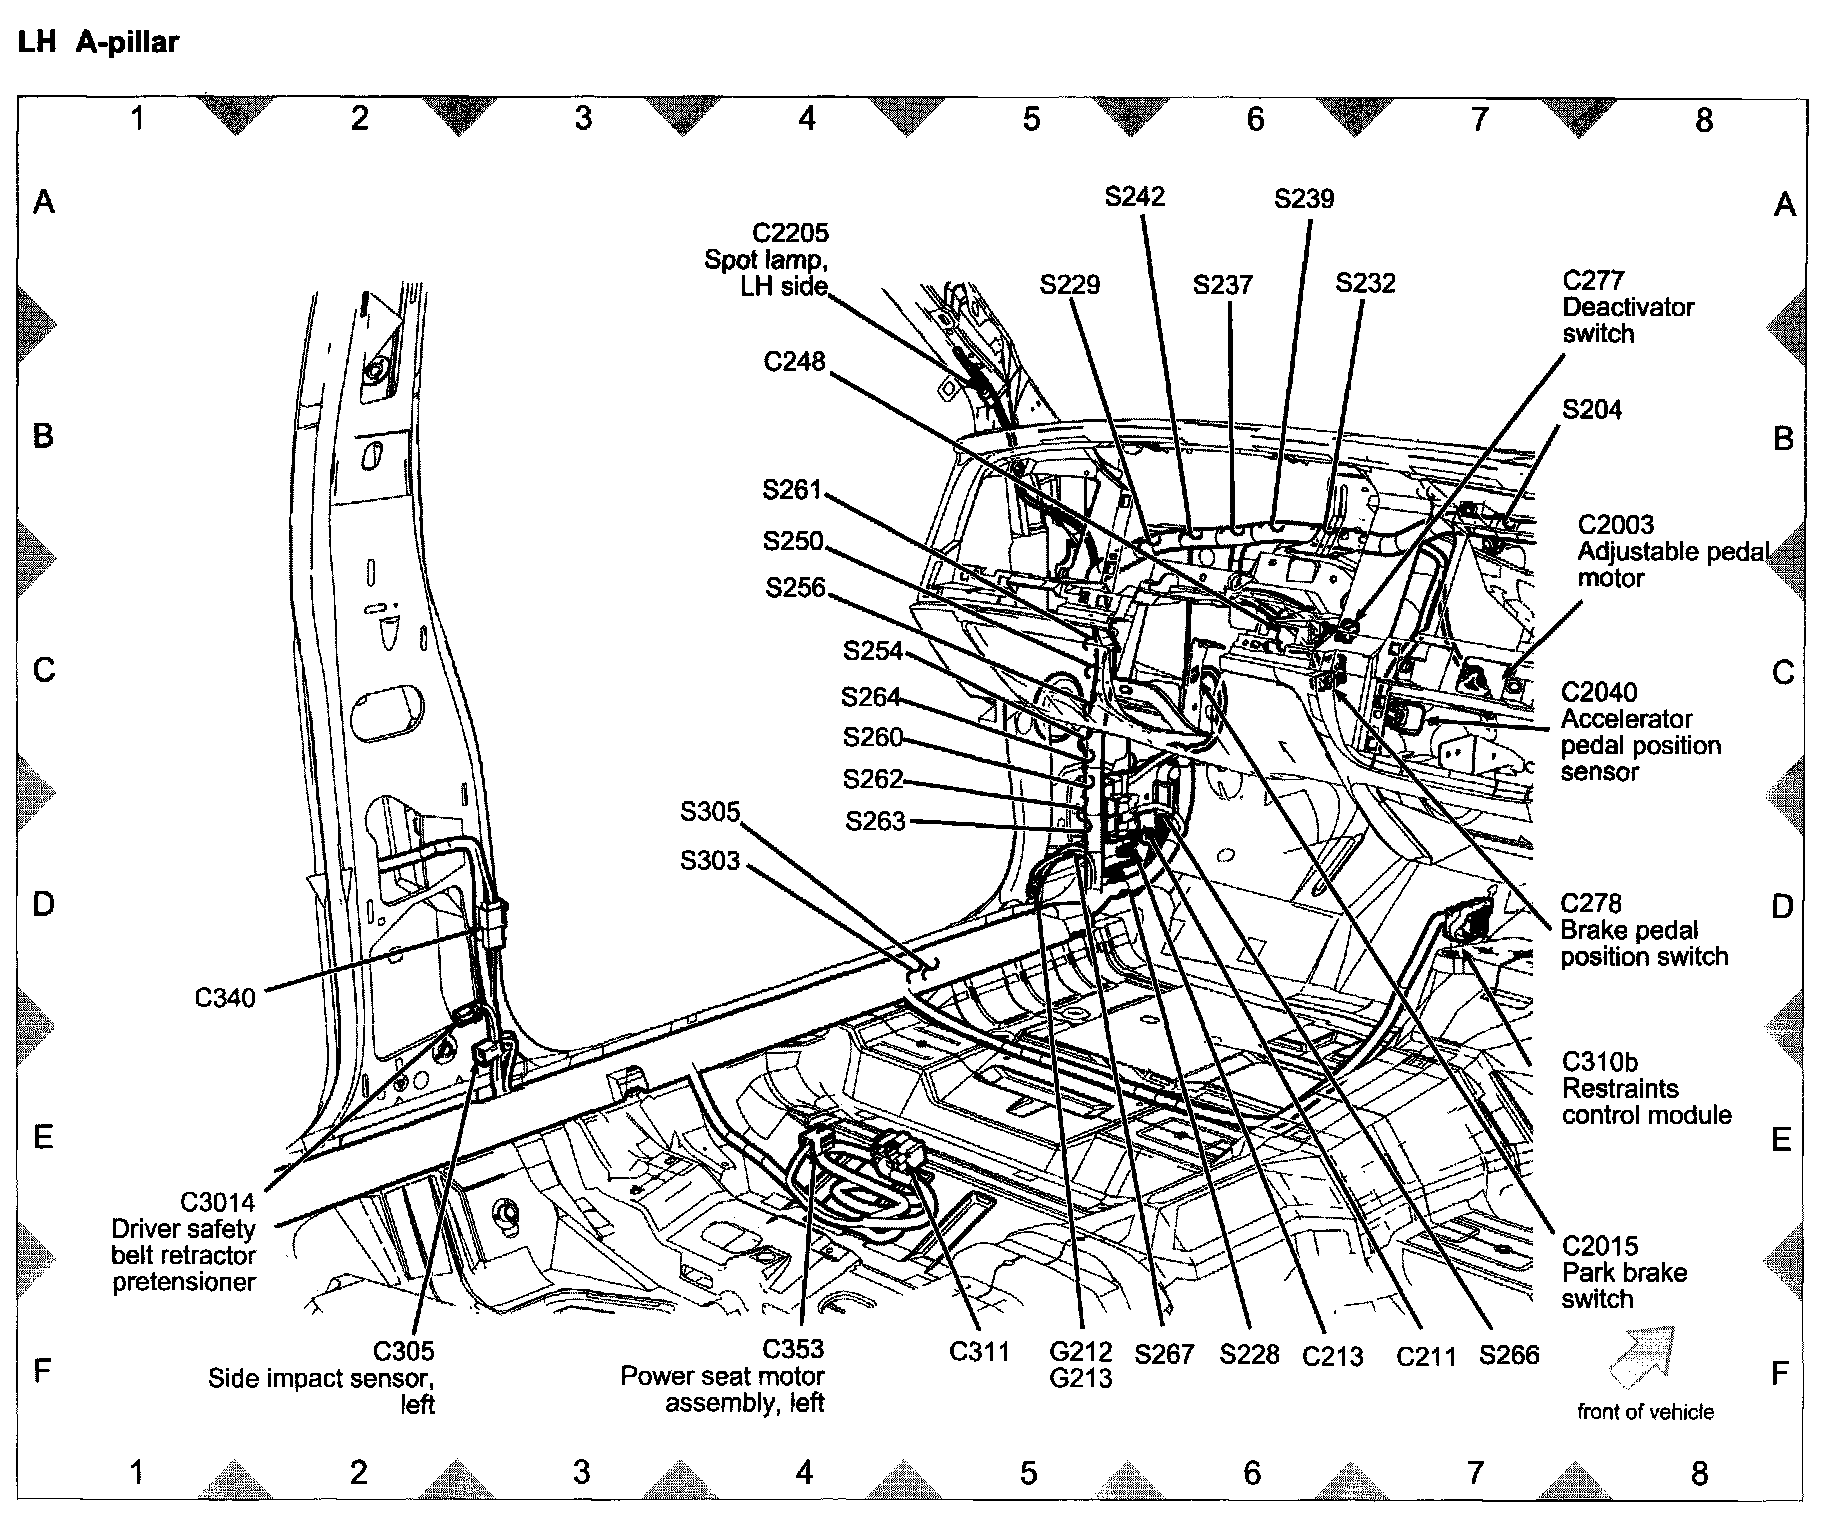 LH A-pillar
1 2 3 4 5 6 7 8
A A
S242 S239
C2205
Spot lamp,
LH side
S229 S237 S232
C277
Deactivator
switch
C248
S204
B B
S261
S250
C2003
Adjustable pedal
motor
S256
S254
C C
S264
C2040
Accelerator
pedal position
sensor
S260
S262
S305
S263
S303
D D
C278
Brake pedal
position switch
C340
C310b
Restraints
control module
E E
C3014
Driver safety
belt retractor
pretensioner
C2015
Park brake
switch
C305
Side impact sensor,
left
C353
Power seat motor
assembly, left
C311
G212
G213
S267 S228 C213 C211 S266
F F
front of vehicle
1 2 3 4 5 6 7 8